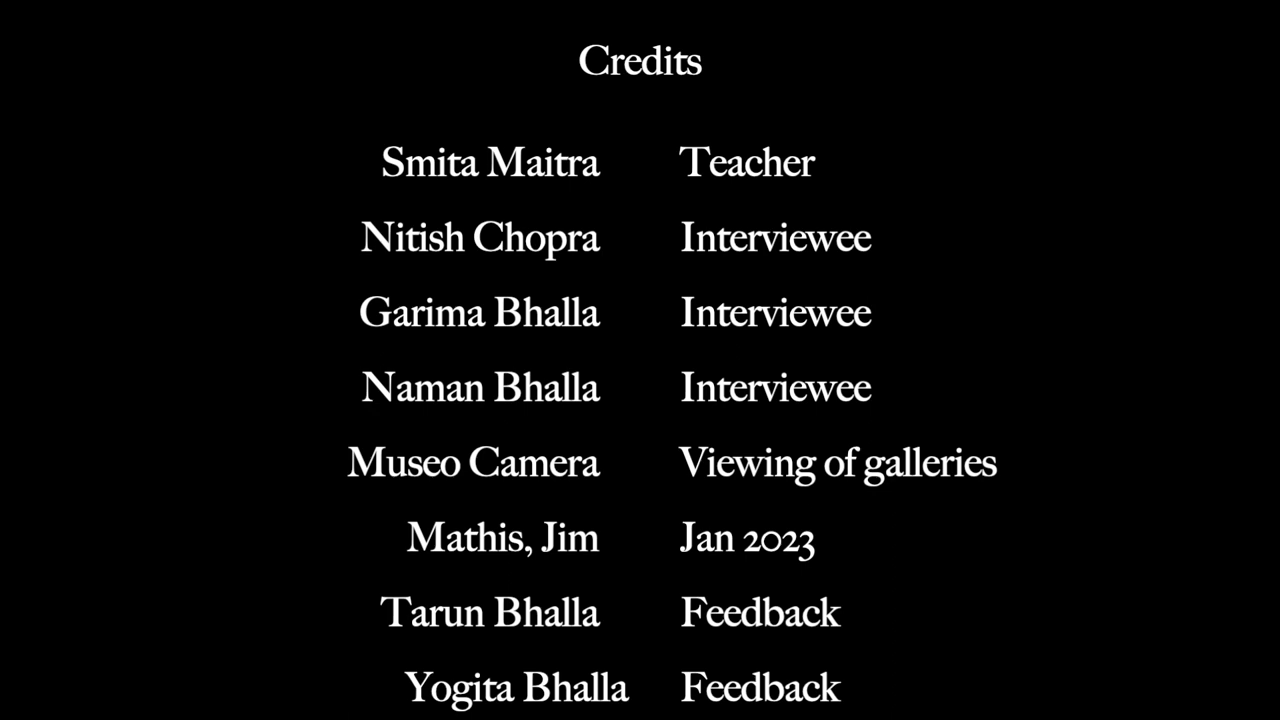 Credits
Smita Maitra Teacher
Nitish Chopra Interviewee
Garima Bhalla Interviewee
Naman Bhalla Interviewee
Museo Camera Viewing of galleries
Mathis, Jim Jan 2023
Tarun Bhalla Feedback
Yogita Bhalla Feedback